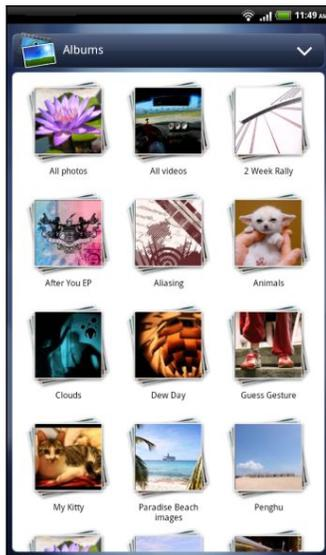 11:49 AM
Albums
All photos
All videos
2 Week Rally
After You EP
Aliasing
Animals
Clouds
Dew Day
Guess Gesture
My Kitty
Paradise Beach
images
Penghu